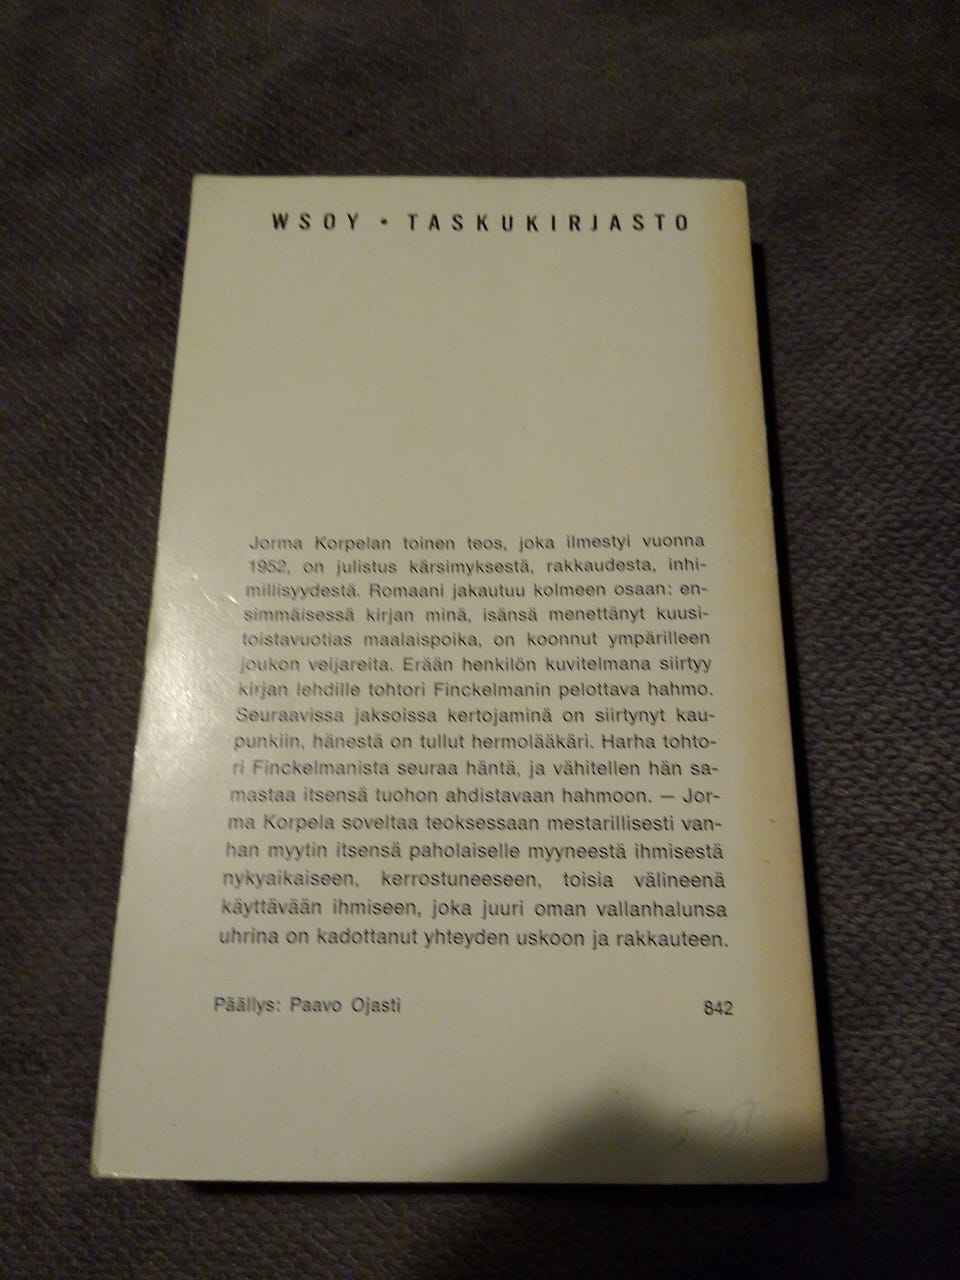 WSOY • TASKUKIRJASTO
Jorma Korpelan toinen teos, joka ilmestyi vuonna
1952, on julistus kärsimyksestä, rakkaudesta, inhi-
millisyydestä. Romaani jakautuu kolmeen osaan: en-
simmäisessä kirjan minä, isänsä menettänyt kuusi-
toistavuotias maalaispoika, on koonnut ympärilleen
joukon veijareita. Erään henkilön kuvitelmana siirtyy
kirjan lehdille tohtori Finckelmanin pelottava hahmo.
Seuraavissa jaksoissa kertojaminä on siirtynyt kau-
punkiin, hänestä on tullut hermolääkäri. Harha tohto-
ri Finckelmanista seuraa häntä, ja vähitellen hän sa-
mastaa itsensä tuohon ahdistavaan hahmoon. — Jor-
ma Korpela soveltaa teoksessaan mestarillisesti van-
han myytin itsensä paholaiselle myyneestä ihmisestä
nykyaikaiseen, kerrostuneeseen, toisia välineenä
käyttävään ihmiseen, joka juuri oman vallanhalunsa
uhrina on kadottanut yhteyden uskoon ja rakkauteen.
Päällys: Paavo Ojasti 842